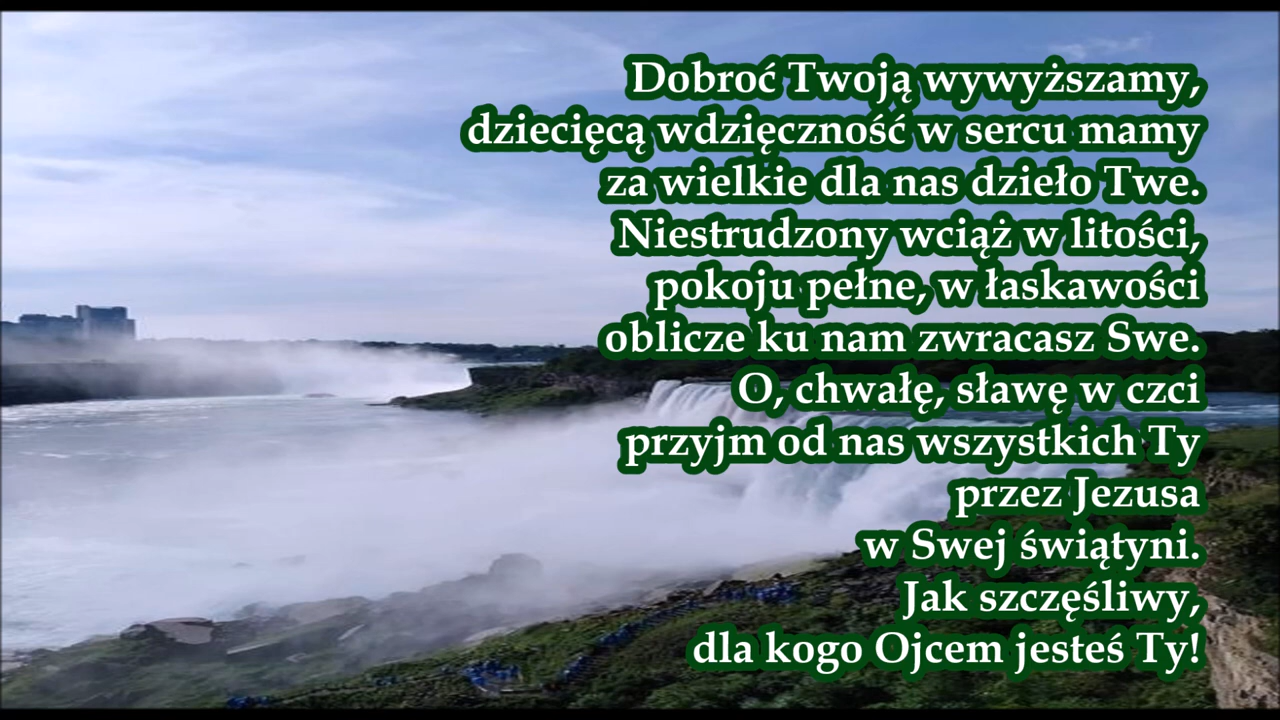 Dobroć Twoją wywyższamy,
dziecięcą wdzięczność w sercu mamy
za wielkie dla nas dzieło Twe.
Niestrudzony wciąż w litości,
pokoju pełne, w łaskawości
oblicze ku nam zwracasz Swe.
O, chwałę, sławę w czci
przyjm od nas wszystkich Ty
przez Jezusa
w Swej świątyni.
Jak szczęśliwy,
dla kogo Ojcem jesteś Ty!